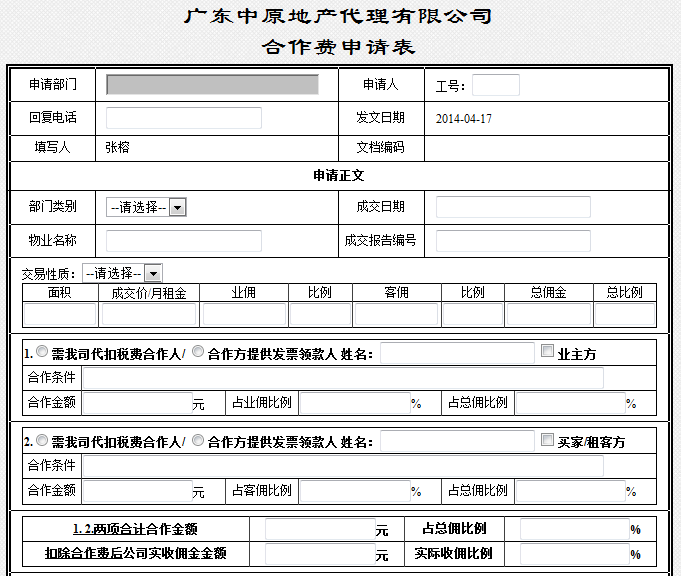 广东中原地产代理有限公司
合作费申请表
申请部门 申请人 工号：
回复电话 发文日期 2014-04-17
填写人 张榕 文档编码
申请正文
部门类别 --请选择-- 成交日期
物业名称 成交报告编号
交易性质： --请选择--
面积 成交价/月租金 业佣 比例 客佣 比例 总佣金 总比例
1. 需我司代扣税费合作人/ 合作方提供发票领款人 姓名： 业主方
合作条件
合作金额 元 占业佣比例 % 占总佣比例 %
2. 需我司代扣税费合作人/ 合作方提供发票领款人 姓名： 买家/租客方
合作条件
合作金额 元 占客佣比例 % 占总佣比例 %
1.2.两项合计合作金额 元 占总佣比例 %
扣除合作费后公司实收佣金金额 元 实际收佣比例 %